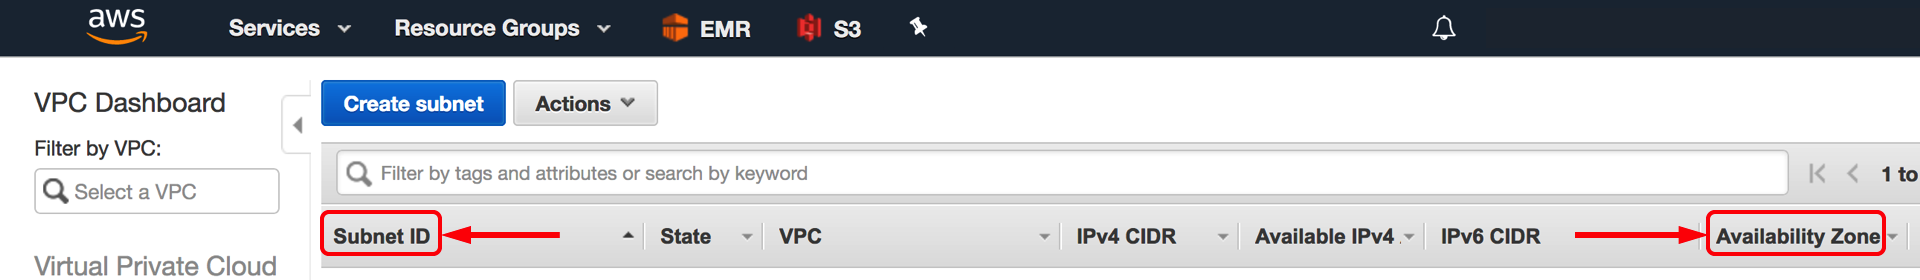 aws
Services
Resource Groups
EMR
S3
VPC Dashboard
Filter by VPC:
Select a VPC
Virtual Private Cloud
Create subnet
Actions
Filter by tags and attributes or search by keyword
1 to
Subnet ID
State
VPC
IPv4 CIDR
Available IPv4
IPv6 CIDR
Availability Zone